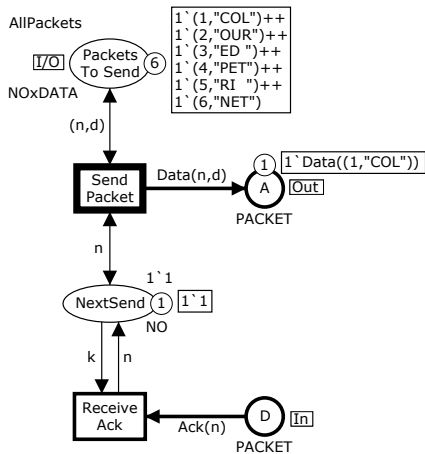 AllPackets
Packets
To Send
I/O
6
NOxDATA
1`(1,"COL")++
1`(2,"OUR")++
1`(3,"ED ")++
1`(4,"PET")++
1`(5,"RI  ")++
1`(6,"NET")
(n,d)
Send
Packet
Data(n,d)
1
1`Data((1,"COL"))
A
Out
PACKET
n
1`1
NextSend
1
1`1
NO
k
n
Receive
Ack
Ack(n)
D
In
PACKET